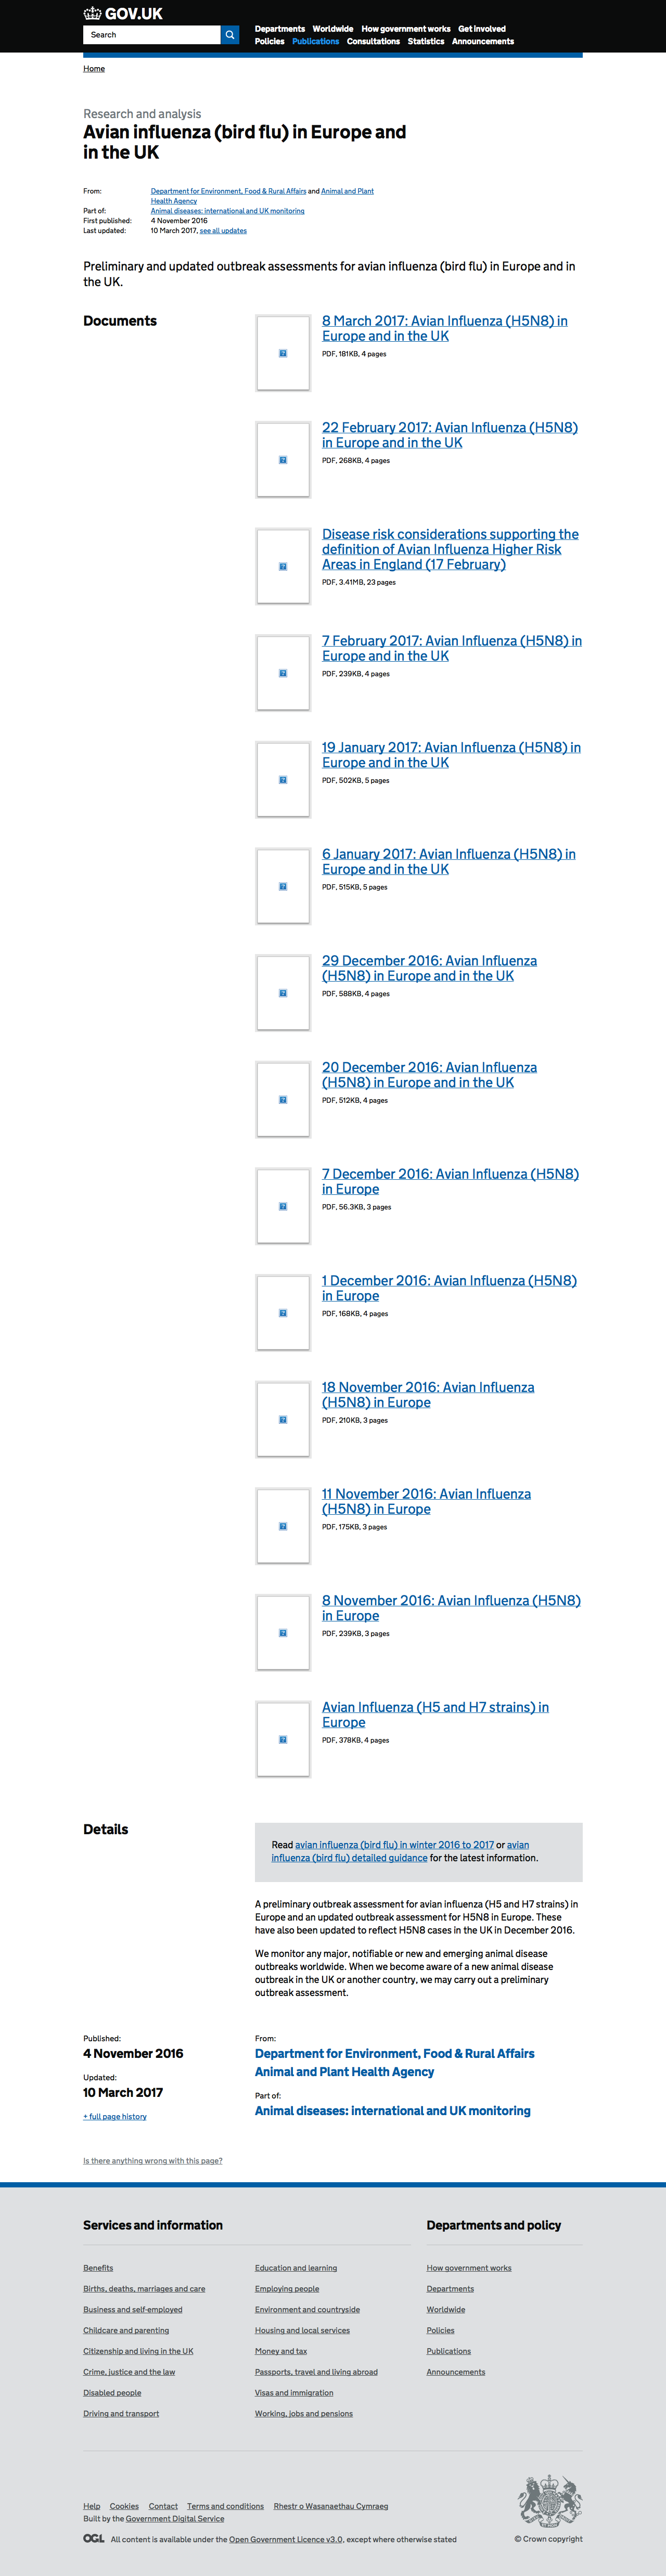 GOV.UK
Search
Departments Worldwide How government works Get involved
Policies Publications Consultations Statistics Announcements
Home
Research and analysis
Avian influenza (bird flu) in Europe and
in the UK
From: Department for Environment, Food & Rural Affairs and Animal and Plant
Health Agency
Part of: Animal diseases: international and UK monitoring
First published: 4 November 2016
Last updated: 10 March 2017, see all updates
Preliminary and updated outbreak assessments for avian influenza (bird flu) in Europe and in
the UK.
Documents
8 March 2017: Avian Influenza (H5N8) in
Europe and in the UK
PDF, 181KB, 4 pages
22 February 2017: Avian Influenza (H5N8)
in Europe and in the UK
PDF, 268KB, 4 pages
Disease risk considerations supporting the
definition of Avian Influenza Higher Risk
Areas in England (17 February)
PDF, 3.41MB, 23 pages
7 February 2017: Avian Influenza (H5N8) in
Europe and in the UK
PDF, 239KB, 4 pages
19 January 2017: Avian Influenza (H5N8) in
Europe and in the UK
PDF, 502KB, 5 pages
6 January 2017: Avian Influenza (H5N8) in
Europe and in the UK
PDF, 515KB, 5 pages
29 December 2016: Avian Influenza
(H5N8) in Europe and in the UK
PDF, 588KB, 4 pages
20 December 2016: Avian Influenza
(H5N8) in Europe and in the UK
PDF, 512KB, 4 pages
7 December 2016: Avian Influenza (H5N8)
in Europe
PDF, 56.3KB, 3 pages
1 December 2016: Avian Influenza (H5N8)
in Europe
PDF, 168KB, 4 pages
18 November 2016: Avian Influenza
(H5N8) in Europe
PDF, 210KB, 3 pages
11 November 2016: Avian Influenza
(H5N8) in Europe
PDF, 175KB, 3 pages
8 November 2016: Avian Influenza (H5N8)
in Europe
PDF, 239KB, 3 pages
Avian Influenza (H5 and H7 strains) in
Europe
PDF, 378KB, 4 pages
Details
Read avian influenza (bird flu) in winter 2016 to 2017 or avian
influenza (bird flu) detailed guidance for the latest information.
A preliminary outbreak assessment for avian influenza (H5 and H7 strains) in
Europe and an updated outbreak assessment for H5N8 in Europe. These
have also been updated to reflect H5N8 cases in the UK in December 2016.
We monitor any major, notifiable or new and emerging animal disease
outbreaks worldwide. When we become aware of a new animal disease
outbreak in the UK or another country, we may carry out a preliminary
outbreak assessment.
Published:
4 November 2016
Updated:
10 March 2017
+ full page history
From:
Department for Environment, Food & Rural Affairs
Animal and Plant Health Agency
Part of:
Animal diseases: international and UK monitoring
Is there anything wrong with this page?
Services and information
Benefits
Births, deaths, marriages and care
Business and self-employed
Childcare and parenting
Citizenship and living in the UK
Crime, justice and the law
Disabled people
Driving and transport
Education and learning
Employing people
Environment and countryside
Housing and local services
Money and tax
Passports, travel and living abroad
Visas and immigration
Working, jobs and pensions
Departments and policy
How government works
Departments
Worldwide
Policies
Publications
Announcements
Help Cookies Contact Terms and conditions Rhestr o Wasanaethau Cymraeg
Built by the Government Digital Service
OGL All content is available under the Open Government Licence v3.0, except where otherwise stated
© Crown copyright